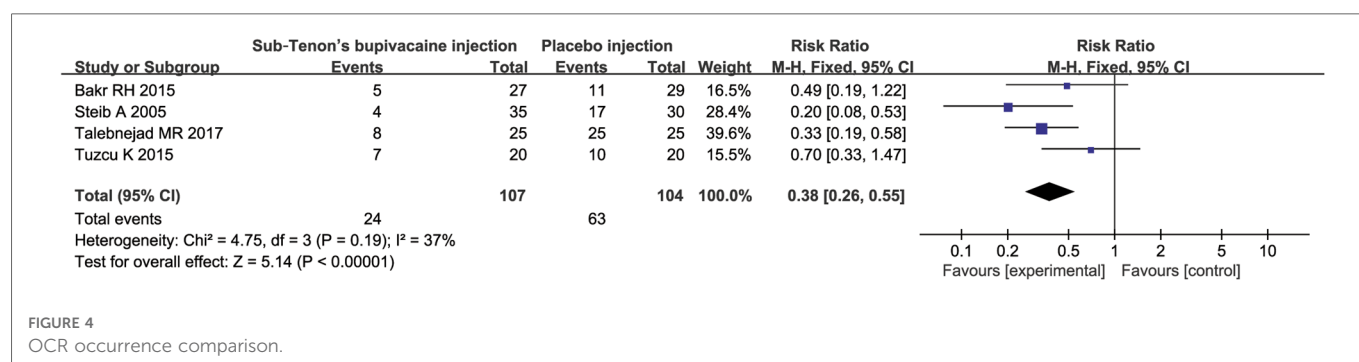 Sub-Tenon's bupivacaine injection Placebo injection Risk Ratio Risk Ratio
Study or Subgroup Events Total Events Total Weight M-H, Fixed, 95% CI M-H, Fixed, 95% CI
Bakr RH 2015 5 27 11 29 16.5% 0.49 [0.19, 1.22]
Steib A 2005 4 35 17 30 28.4% 0.20 [0.08, 0.53]
Talebnejad MR 2017 8 25 25 25 39.6% 0.33 [0.19, 0.58]
Tuzcu K 2015 7 20 10 20 15.5% 0.70 [0.33, 1.47]
Total (95% CI) 107 104 100.0% 0.38 [0.26, 0.55]
Total events 24 63
Heterogeneity: Chi² = 4.75, df = 3 (P = 0.19); I² = 37%
Test for overall effect: Z = 5.14 (P < 0.00001)
0.1 0.2 0.5 1 2 5 10
Favours [experimental] Favours [control]
FIGURE 4
OCR occurrence comparison.